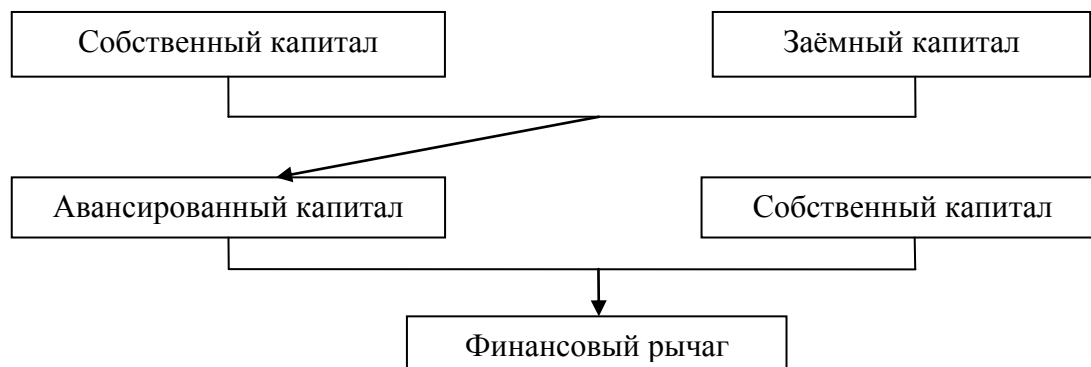 Собственный капитал
Заёмный капитал
Авансированный капитал
Собственный капитал
Финансовый рычаг